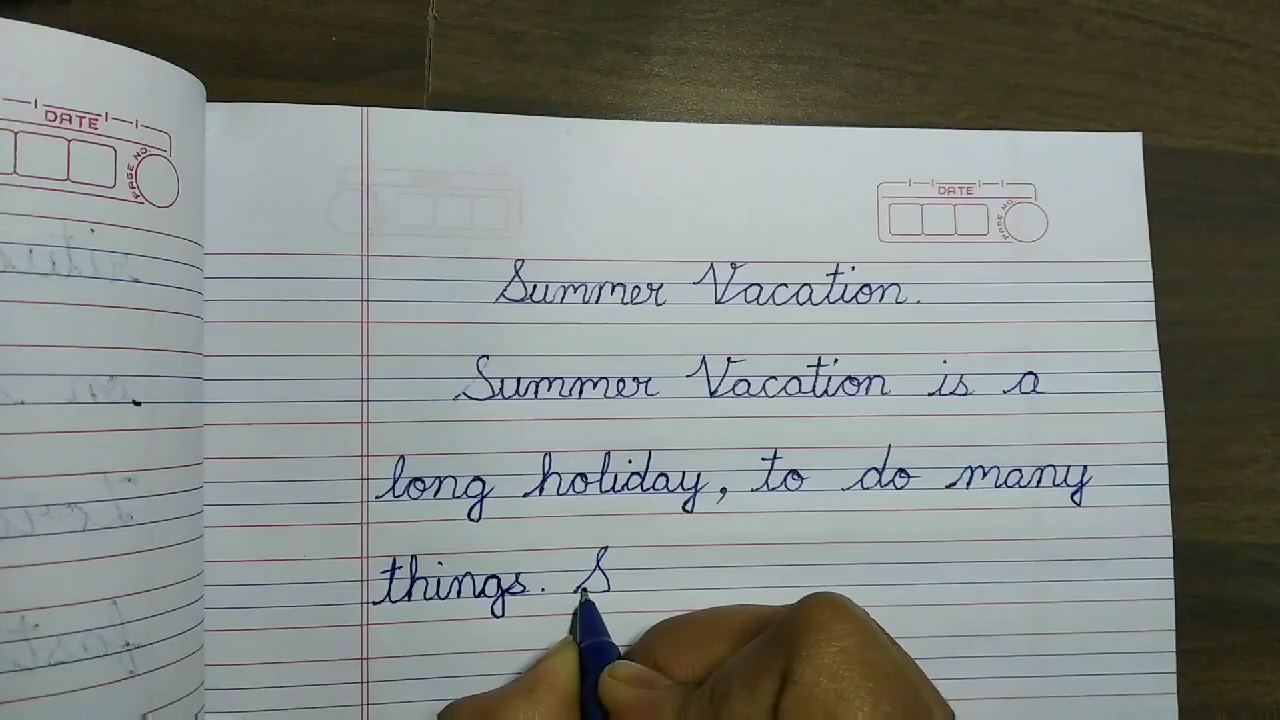 DATE
PAGE NO.
DATE
PAGE NO.
Summer Vacation.
Summer Vacation is a
long holiday, to do many
things. S